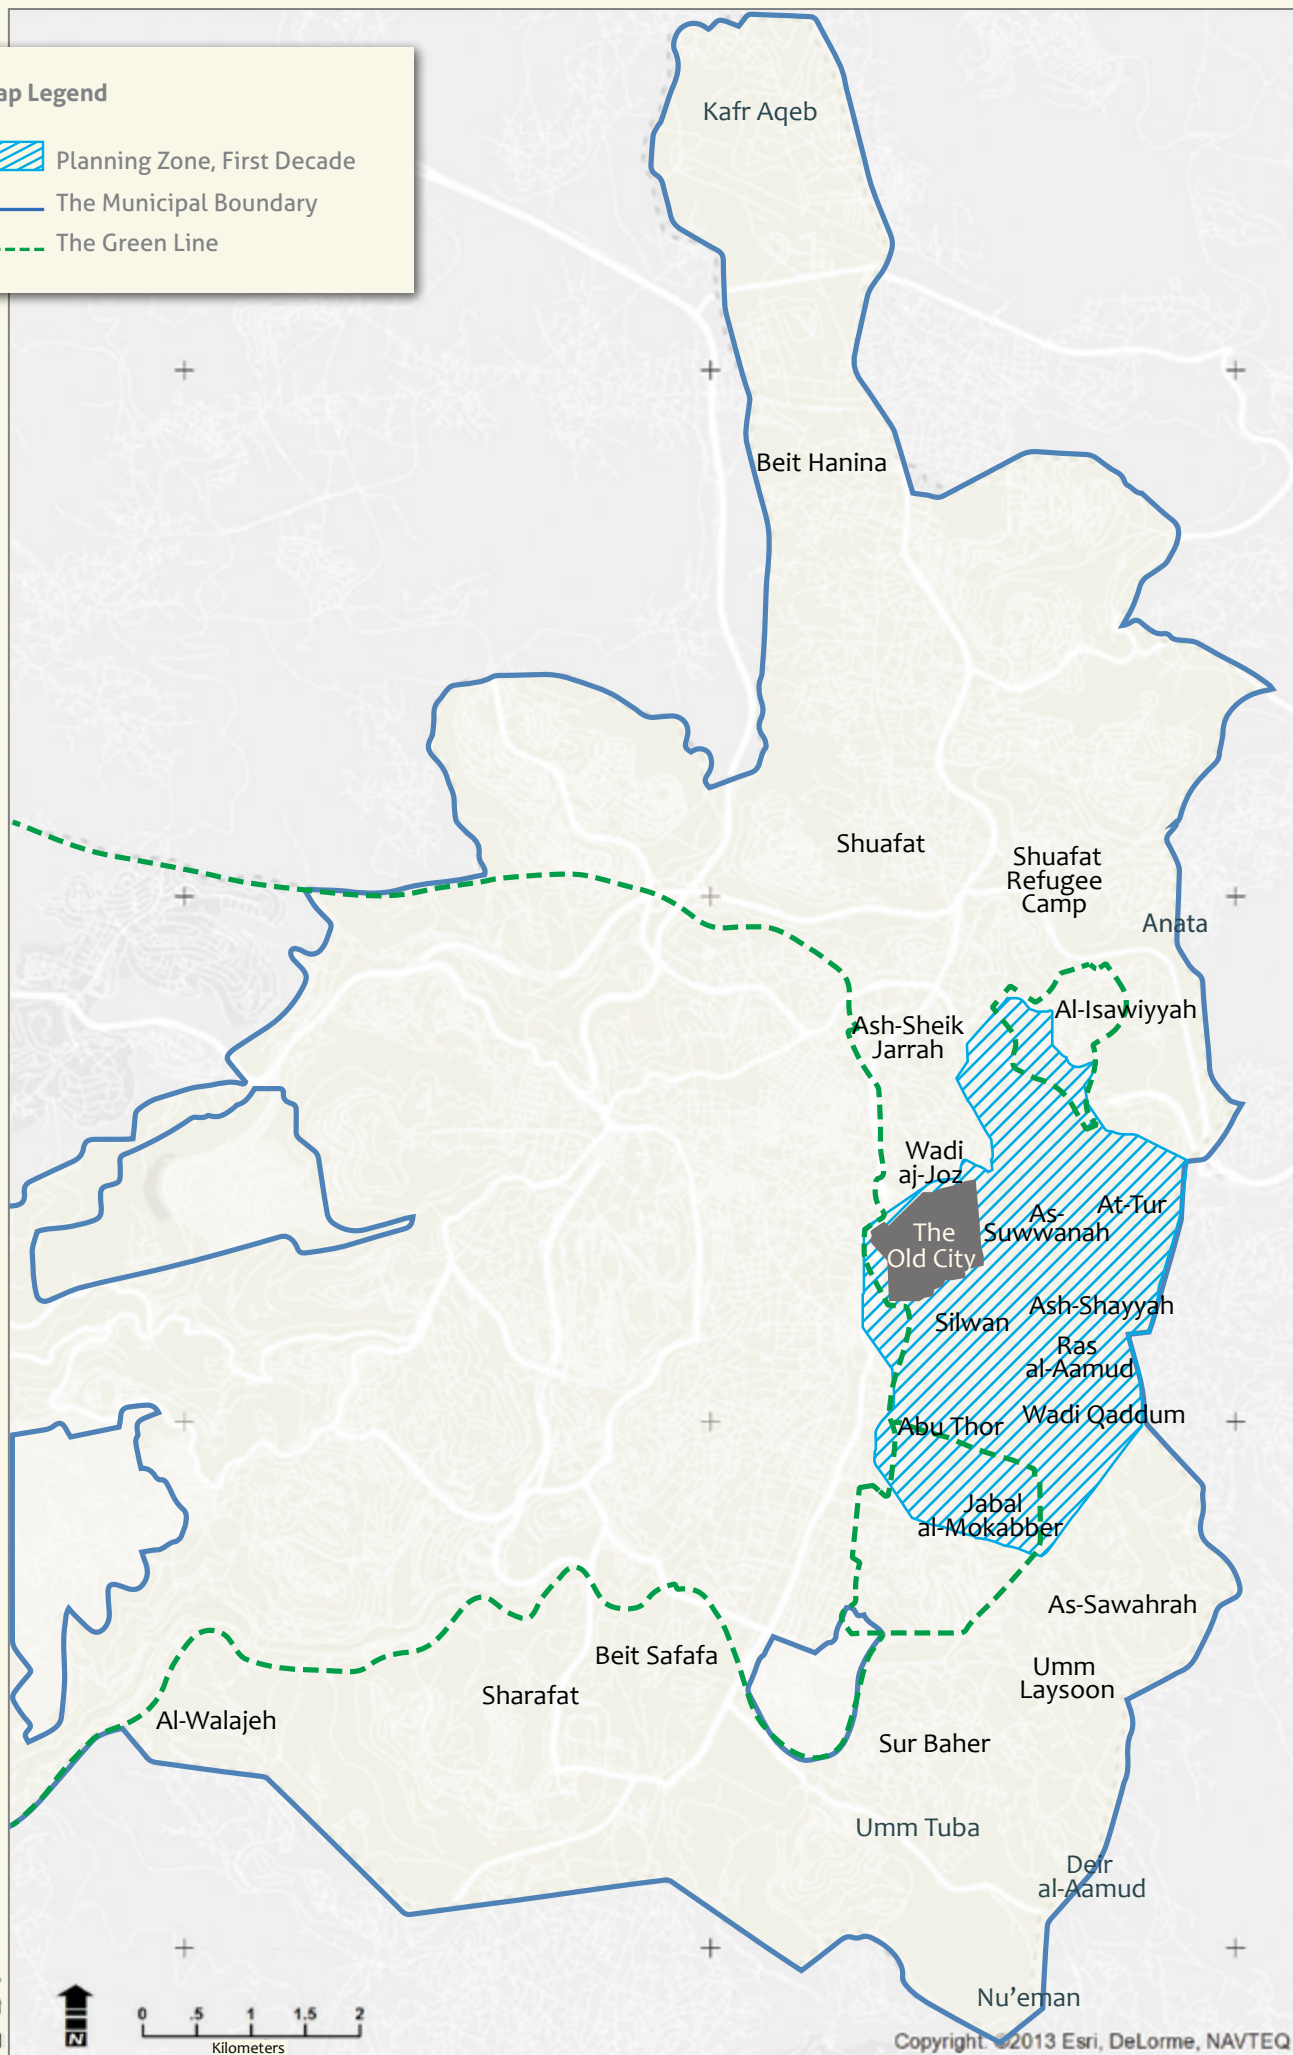 ap Legend
Planning Zone, First Decade
The Municipal Boundary
The Green Line
Kafr Aqeb
Beit Hanina
Shuafat
Shuafat
Refugee
Camp
Anata
Al-Isawiyyah
Ash-Sheik
Jarrah
Wadi
aj-Joz
At-Tur
As-
Suwwanah
The
Old City
Ash-Shayyah
Silwan
Ras
al-Aamud
Wadi Qaddum
Abu Thor
Jabal
al-Mokabber
As-Sawahrah
Beit Safafa
Umm
Laysoon
Sharafat
Al-Walajeh
Sur Baher
Umm Tuba
Deir
al-Aamud
Nu'eman
N
0 .5 1 1.5 2
Kilometers
Copyright: ©2013 Esri, DeLorme, NAVTEQ